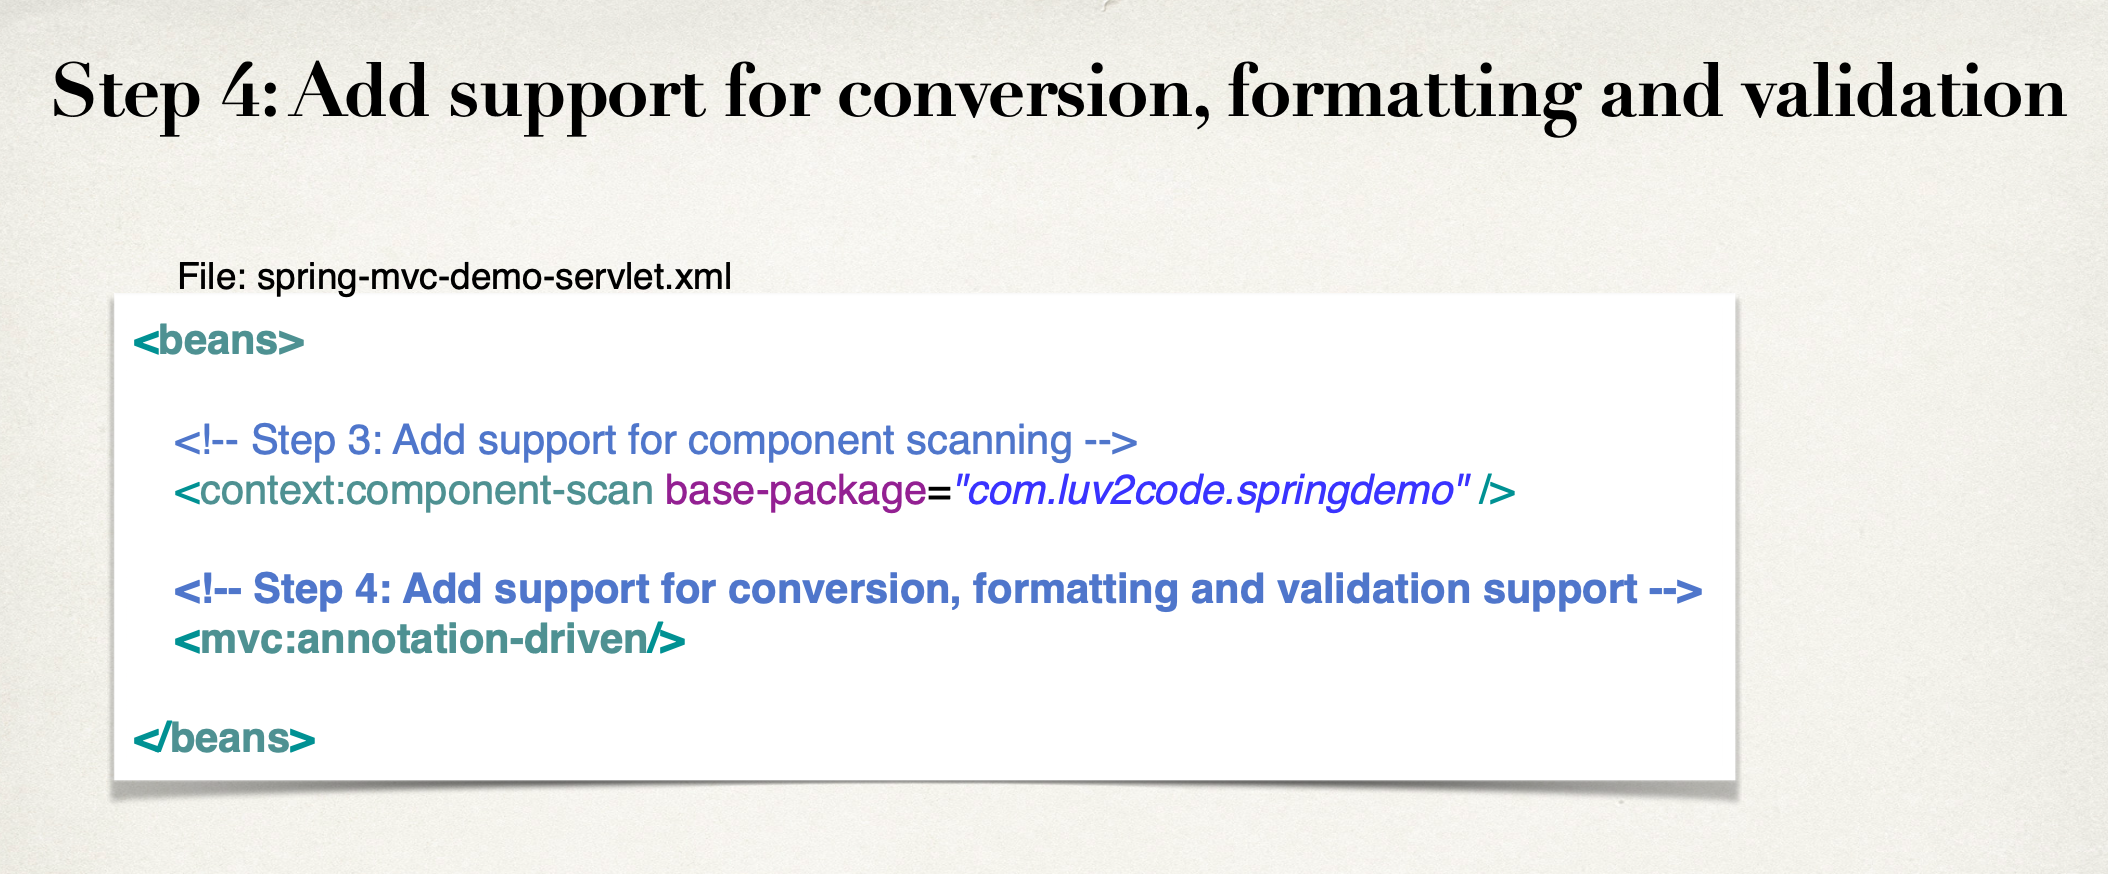 Step 4: Add support for conversion, formatting and validation
File: spring-mvc-demo-servlet.xml
<beans>
<!-- Step 3: Add support for component scanning -->
<context:component-scan base-package="com.luv2code.springdemo" />
<!-- Step 4: Add support for conversion, formatting and validation support -->
<mvc:annotation-driven/>
</beans>